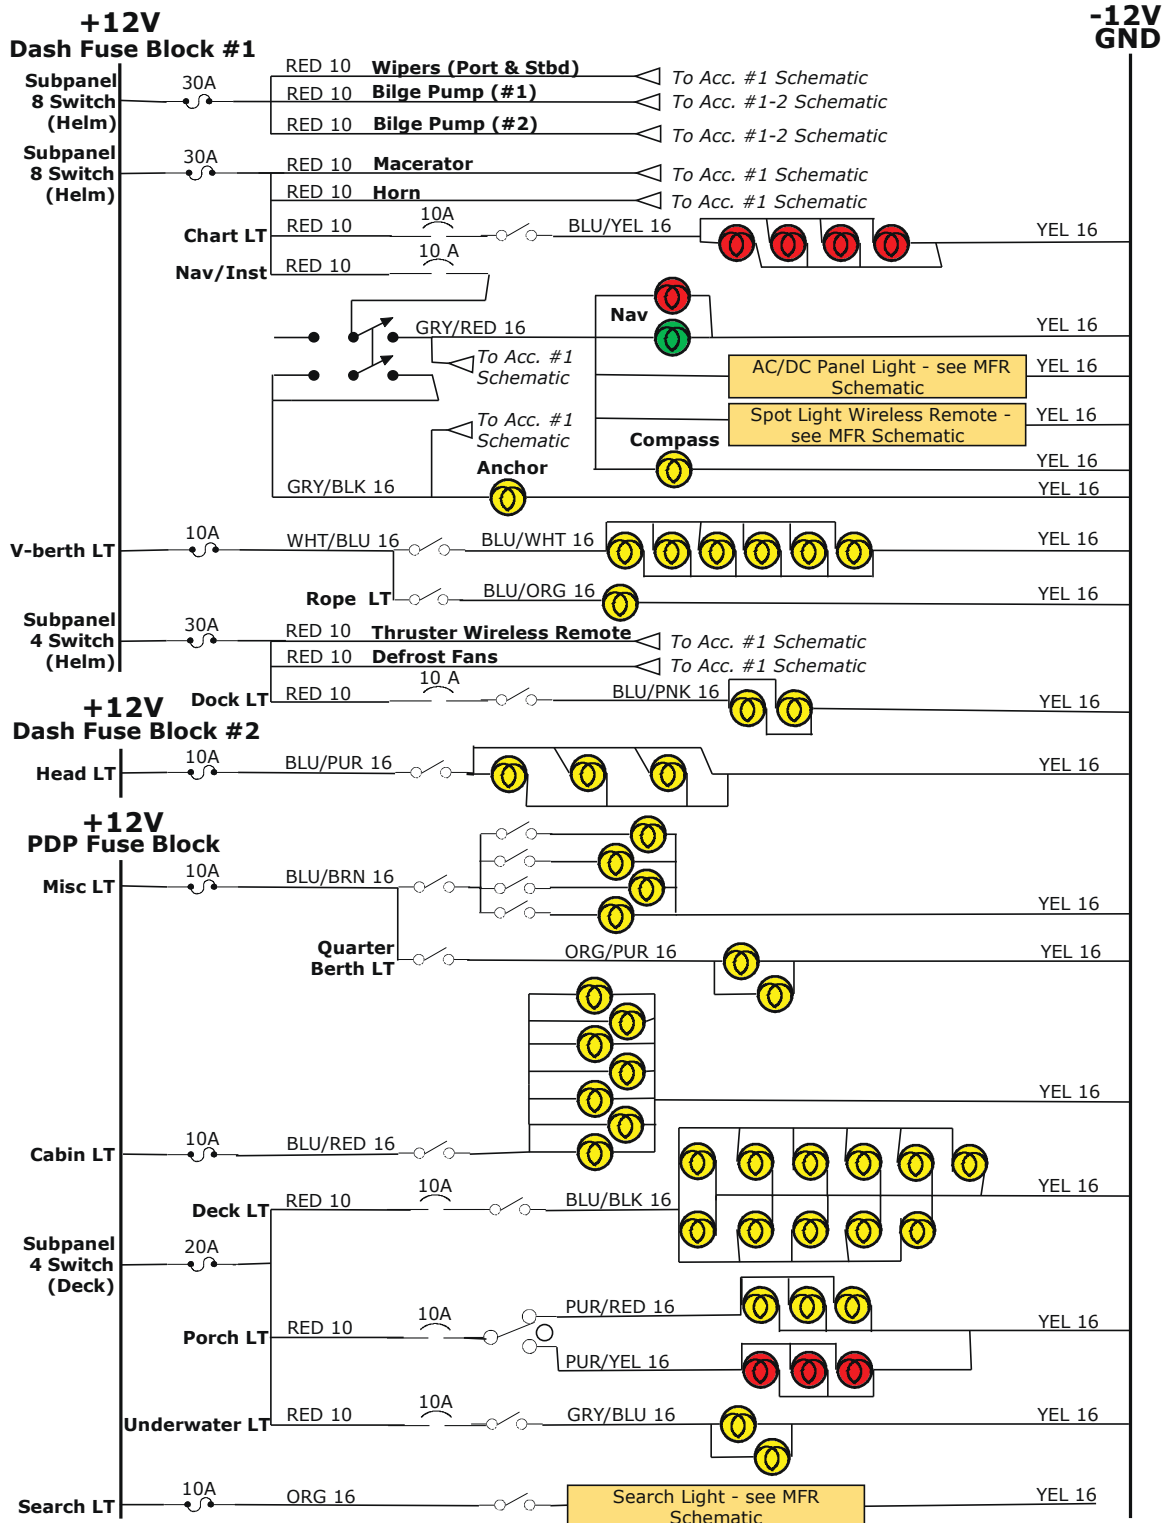 +12V
Dash Fuse Block #1
-12V
GND
Subpanel
8 Switch
(Helm)
30A
RED 10 Wipers (Port & Stbd) To Acc. #1 Schematic
RED 10 Bilge Pump (#1) To Acc. #1-2 Schematic
RED 10 Bilge Pump (#2) To Acc. #1-2 Schematic
Subpanel
8 Switch
(Helm)
30A
RED 10 Macerator To Acc. #1 Schematic
RED 10 Horn To Acc. #1 Schematic
Chart LT RED 10 10A BLU/YEL 16 YEL 16
Nav/Inst RED 10 10 A
Nav
GRY/RED 16 YEL 16
To Acc. #1
Schematic
AC/DC Panel Light - see MFR
Schematic
YEL 16
To Acc. #1
Schematic
Spot Light Wireless Remote -
see MFR Schematic
YEL 16
Compass YEL 16
Anchor
GRY/BLK 16 YEL 16
V-berth LT 10A WHT/BLU 16 BLU/WHT 16 YEL 16
Rope LT BLU/ORG 16 YEL 16
Subpanel
4 Switch
(Helm)
30A
RED 10 Thruster Wireless Remote To Acc. #1 Schematic
RED 10 Defrost Fans To Acc. #1 Schematic
Dock LT RED 10 10 A BLU/PNK 16 YEL 16
+12V
Dash Fuse Block #2
Head LT 10A BLU/PUR 16 YEL 16
+12V
PDP Fuse Block
Misc LT 10A BLU/BRN 16 YEL 16
Quarter
Berth LT
ORG/PUR 16 YEL 16
YEL 16
Cabin LT 10A BLU/RED 16
Deck LT RED 10 10A BLU/BLK 16 YEL 16
Subpanel
4 Switch
(Deck)
20A
Porch LT RED 10 10A PUR/RED 16 YEL 16
PUR/YEL 16
Underwater LT RED 10 10A GRY/BLU 16 YEL 16
Search LT 10A ORG 16 Search Light - see MFR
Schematic
YEL 16